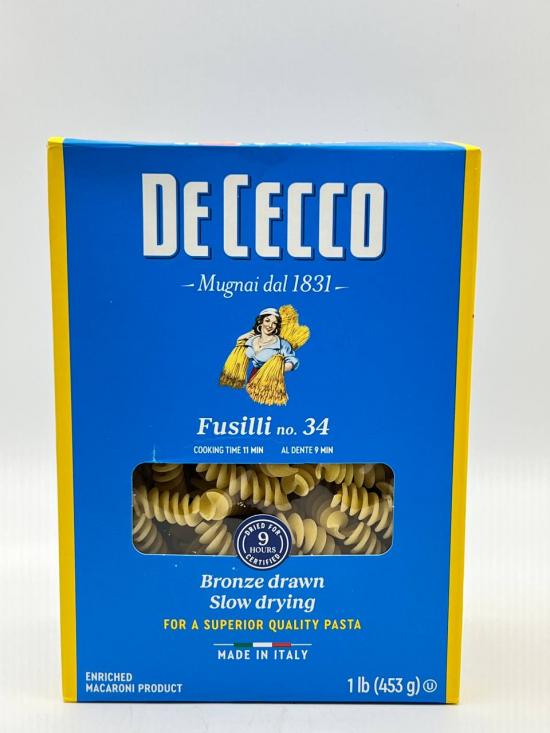 DE CECCO
Mugnai dal 1831
Fusilli no. 34
COOKING TIME 11 MIN AL DENTE 9 MIN
DRIED FOR
9
HOURS
CERTIFIED
Bronze drawn
Slow drying
FOR A SUPERIOR QUALITY PASTA
MADE IN ITALY
ENRICHED
MACARONI PRODUCT
1 lb (453 g) U